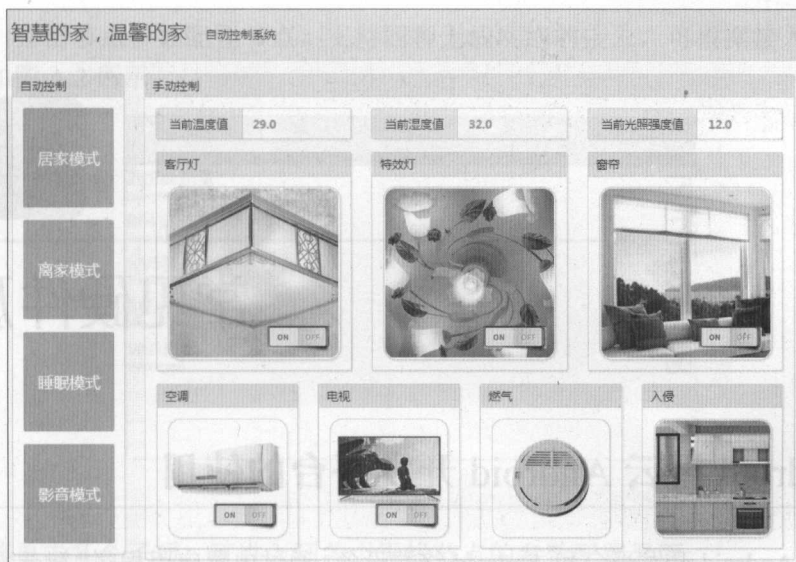 智慧的家，温馨的家 自动控制系统
自动控制
居家模式
离家模式
睡眠模式
影音模式
手动控制
当前温度值 29.0
当前湿度值 32.0
当前光照强度值 12.0
客厅灯
ON OFF
特效灯
ON OFF
窗帘
ON OFF
空调
ON OFF
电视
ON OFF
燃气
入侵